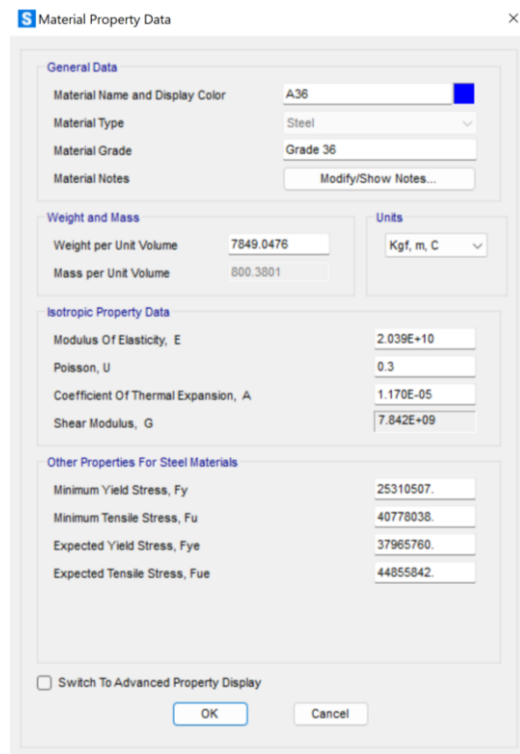 S Material Property Data ×
General Data
Material Name and Display Color A36
Material Type Steel
Material Grade Grade 36
Material Notes Modify/Show Notes...
Weight and Mass Units
Weight per Unit Volume 7849.0476 Kgf, m, C
Mass per Unit Volume 800.3801
Isotropic Property Data
Modulus Of Elasticity, E 2.039E+10
Poisson, U 0.3
Coefficient Of Thermal Expansion, A 1.170E-05
Shear Modulus, G 7.842E+09
Other Properties For Steel Materials
Minimum Yield Stress, Fy 25310507.
Minimum Tensile Stress, Fu 40778038.
Expected Yield Stress, Fye 37965760.
Expected Tensile Stress, Fue 44855842.
Switch To Advanced Property Display
OK Cancel